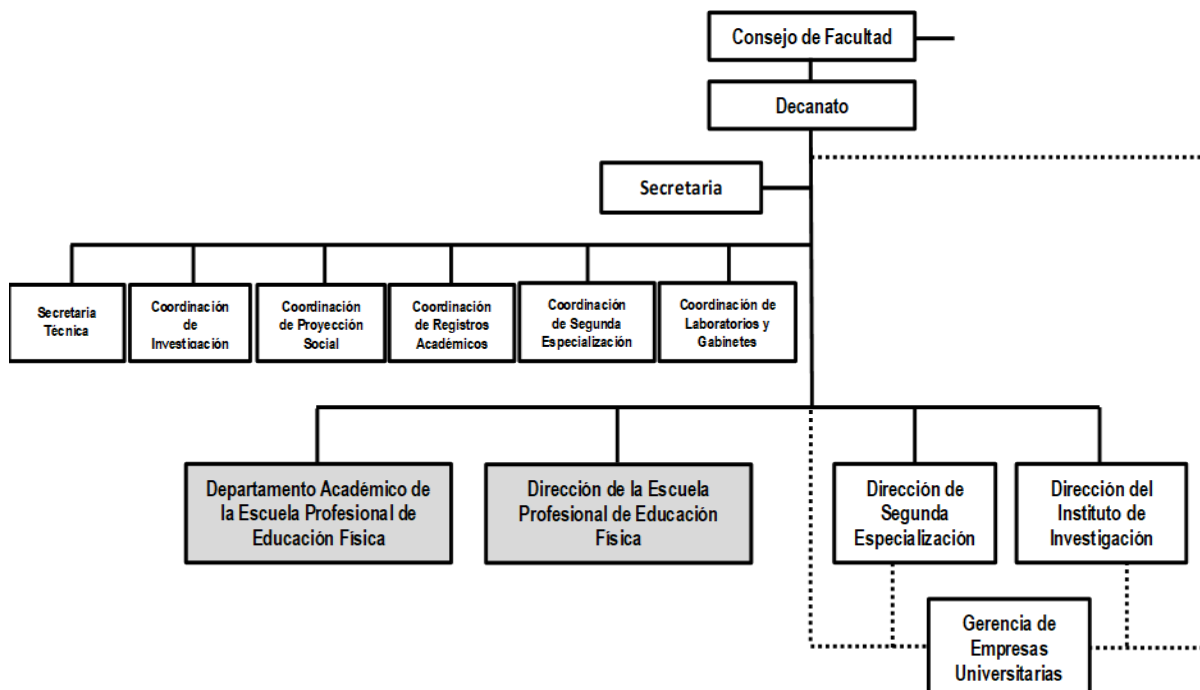 Consejo de Facultad
Decanato
Secretaria
Secretaria
Técnica
Coordinación
de
Investigación
Coordinación
de Proyección
Social
Coordinación
de Registros
Académicos
Coordinación
de Segunda
Especialización
Coordinación de
Laboratorios y
Gabinetes
Departamento Académico de
la Escuela Profesional de
Educación Física
Dirección de la Escuela
Profesional de Educación
Física
Dirección de
Segunda
Especialización
Dirección del
Instituto de
Investigación
Gerencia de
Empresas
Universitarias